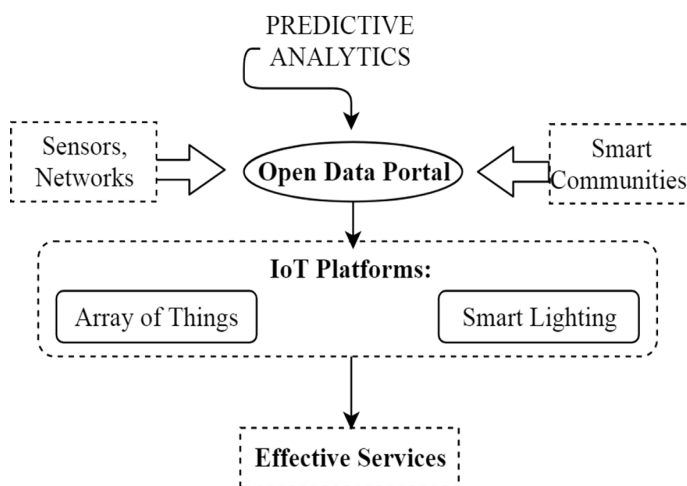 PREDICTIVE
ANALYTICS
Sensors,
Networks
Open Data Portal
Smart
Communities
IoT Platforms:
Array of Things
Smart Lighting
Effective Services